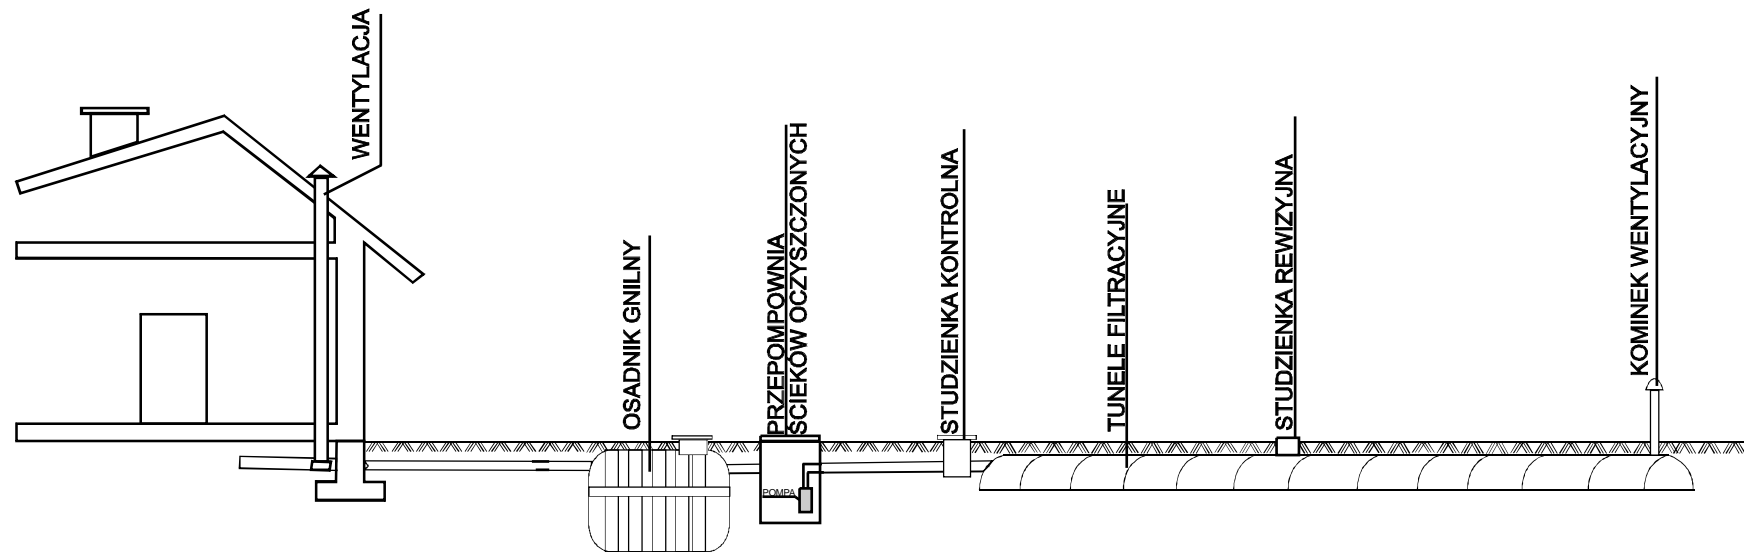 WENTYLACJA
OSADNIK GNILNY
PRZEPOMPOWNIA
ŚCIEKÓW OCZYSZCZONYCH
POMPA
STUDZIENKA KONTROLNA
TUNELE FILTRACYJNE
STUDZIENKA REWIZYJNA
KOMINEK WENTYLACYJNY